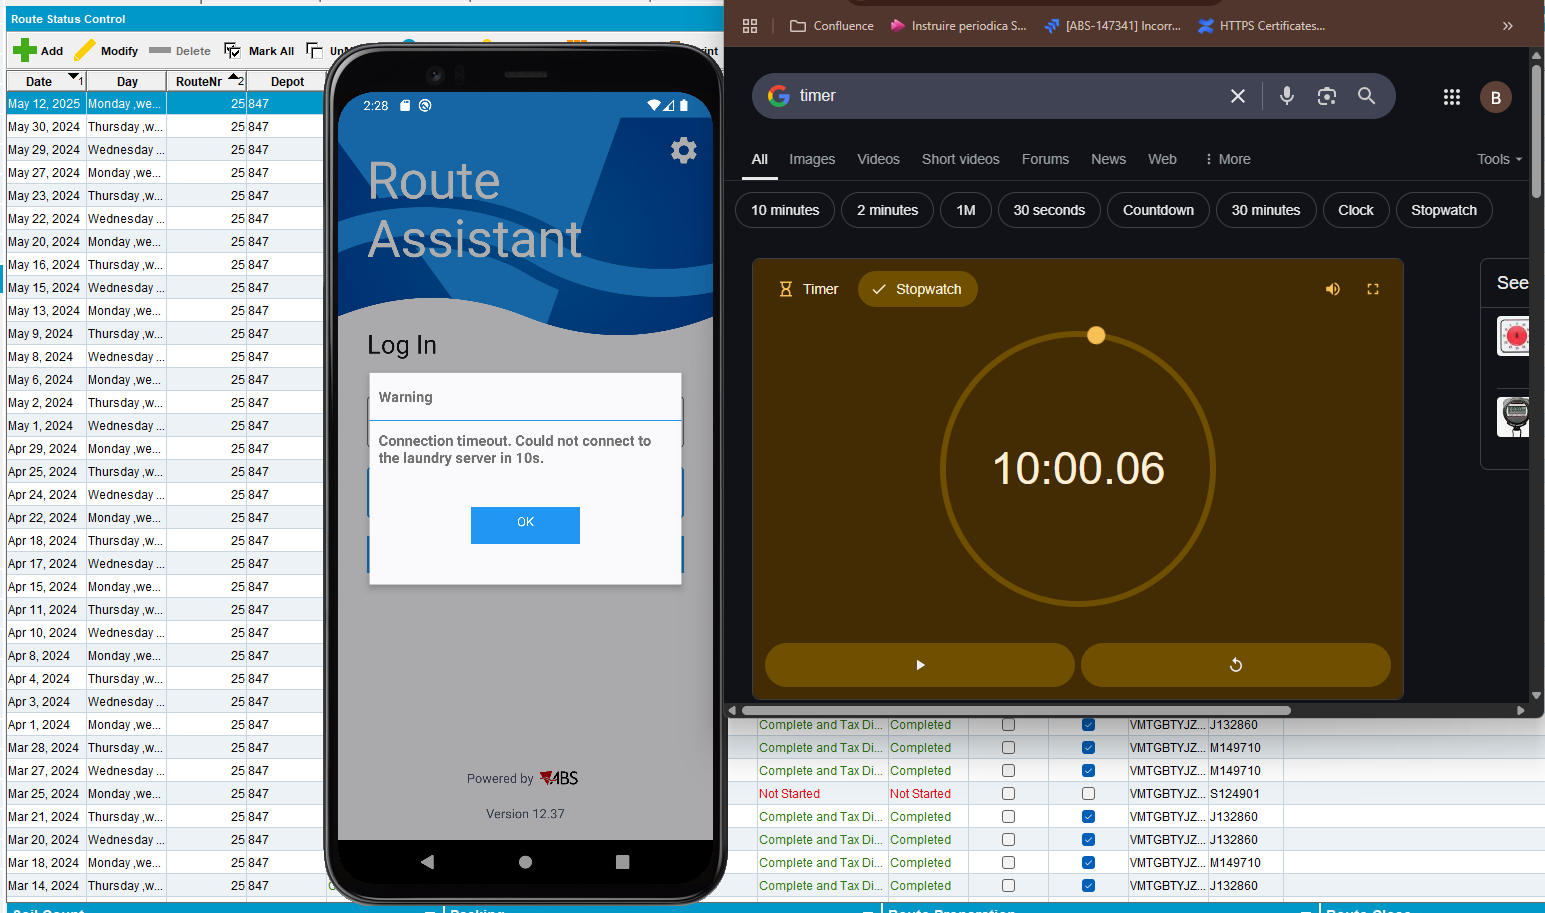 Route Status Control
Add Modify Delete Mark All
Date 1 Day RouteNr 2 Depot
May 12, 2025 Monday ,we... 25 847
May 30, 2024 Thursday ,w... 25 847
May 29, 2024 Wednesday ... 25 847
May 27, 2024 Monday ,we... 25 847
May 23, 2024 Thursday ,w... 25 847
May 22, 2024 Wednesday ... 25 847
May 20, 2024 Monday ,we... 25 847
May 16, 2024 Thursday ,w... 25 847
May 15, 2024 Wednesday ... 25 847
May 13, 2024 Monday ,we... 25 847
May 9, 2024 Thursday ,w... 25 847
May 8, 2024 Wednesday ... 25 847
May 6, 2024 Monday ,we... 25 847
May 2, 2024 Thursday ,w... 25 847
May 1, 2024 Wednesday ... 25 847
Apr 29, 2024 Monday ,we... 25 847
Apr 25, 2024 Thursday ,w... 25 847
Apr 24, 2024 Wednesday ... 25 847
Apr 22, 2024 Monday ,we... 25 847
Apr 18, 2024 Thursday ,w... 25 847
Apr 17, 2024 Wednesday ... 25 847
Apr 15, 2024 Monday ,we... 25 847
Apr 11, 2024 Thursday ,w... 25 847
Apr 10, 2024 Wednesday ... 25 847
Apr 8, 2024 Monday ,we... 25 847
Apr 4, 2024 Thursday ,w... 25 847
Apr 3, 2024 Wednesday ... 25 847
Apr 1, 2024 Monday ,we... 25 847
Mar 28, 2024 Thursday ,w... 25 847
Mar 27, 2024 Wednesday ... 25 847
Mar 25, 2024 Monday ,we... 25 847
Mar 21, 2024 Thursday ,w... 25 847
Mar 20, 2024 Wednesday ... 25 847
Mar 18, 2024 Monday ,we... 25 847
Mar 14, 2024 Thursday ,w... 25 847
2:28
Route
Assistant
Log In
Warning
Connection timeout. Could not connect to
the laundry server in 10s.
OK
Powered by ABS
Version 12.37
Confluence Instruire periodica S... [ABS-147341] Incorr... HTTPS Certificates...
timer
B
All Images Videos Short videos Forums News Web More Tools
10 minutes 2 minutes 1M 30 seconds Countdown 30 minutes Clock Stopwatch
Timer Stopwatch
See
10:00.06
Complete and Tax Di... Completed VMTGBTYJZ... J132860
Complete and Tax Di... Completed VMTGBTYJZ... M149710
Complete and Tax Di... Completed VMTGBTYJZ... M149710
Not Started Not Started VMTGBTYJZ... S124901
Complete and Tax Di... Completed VMTGBTYJZ... J132860
Complete and Tax Di... Completed VMTGBTYJZ... J132860
Complete and Tax Di... Completed VMTGBTYJZ... M149710
Complete and Tax Di... Completed VMTGBTYJZ... J132860